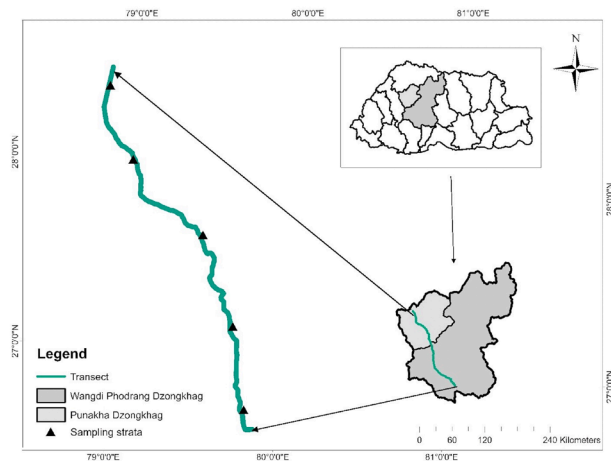 79°0'0"E 80°0'0"E 81°0'0"E
N
28°0'0"N
28°0'0"N
27°0'0"N
27°0'0"N
Legend
Transect
Wangdi Phodrang Dzongkhag
Punakha Dzongkhag
Sampling strata
0 30 60 120 180 240 Kilometers
79°0'0"E 80°0'0"E 81°0'0"E